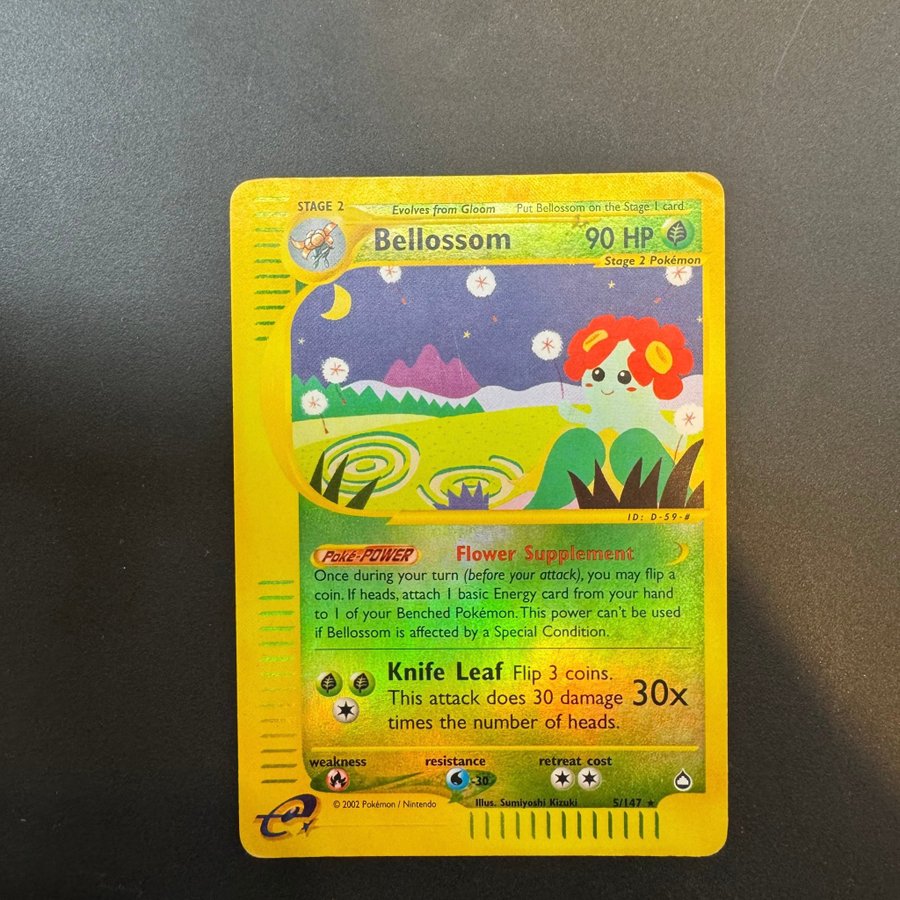 STAGE 2
Evolves from Gloom Put Bellossom on the Stage 1 card
Bellossom 90 HP
Stage 2 Pokémon
ID: D-59-#
Poké-POWER Flower Supplement
Once during your turn (before your attack), you may flip a
coin. If heads, attach 1 basic Energy card from your hand
to 1 of your Benched Pokémon. This power can't be used
if Bellossom is affected by a Special Condition.
Knife Leaf Flip 3 coins.
This attack does 30 damage 30x
times the number of heads.
weakness resistance retreat cost
-30
© 2002 Pokémon / Nintendo Illus. Sumiyoshi Kizuki 5/147 ★
e